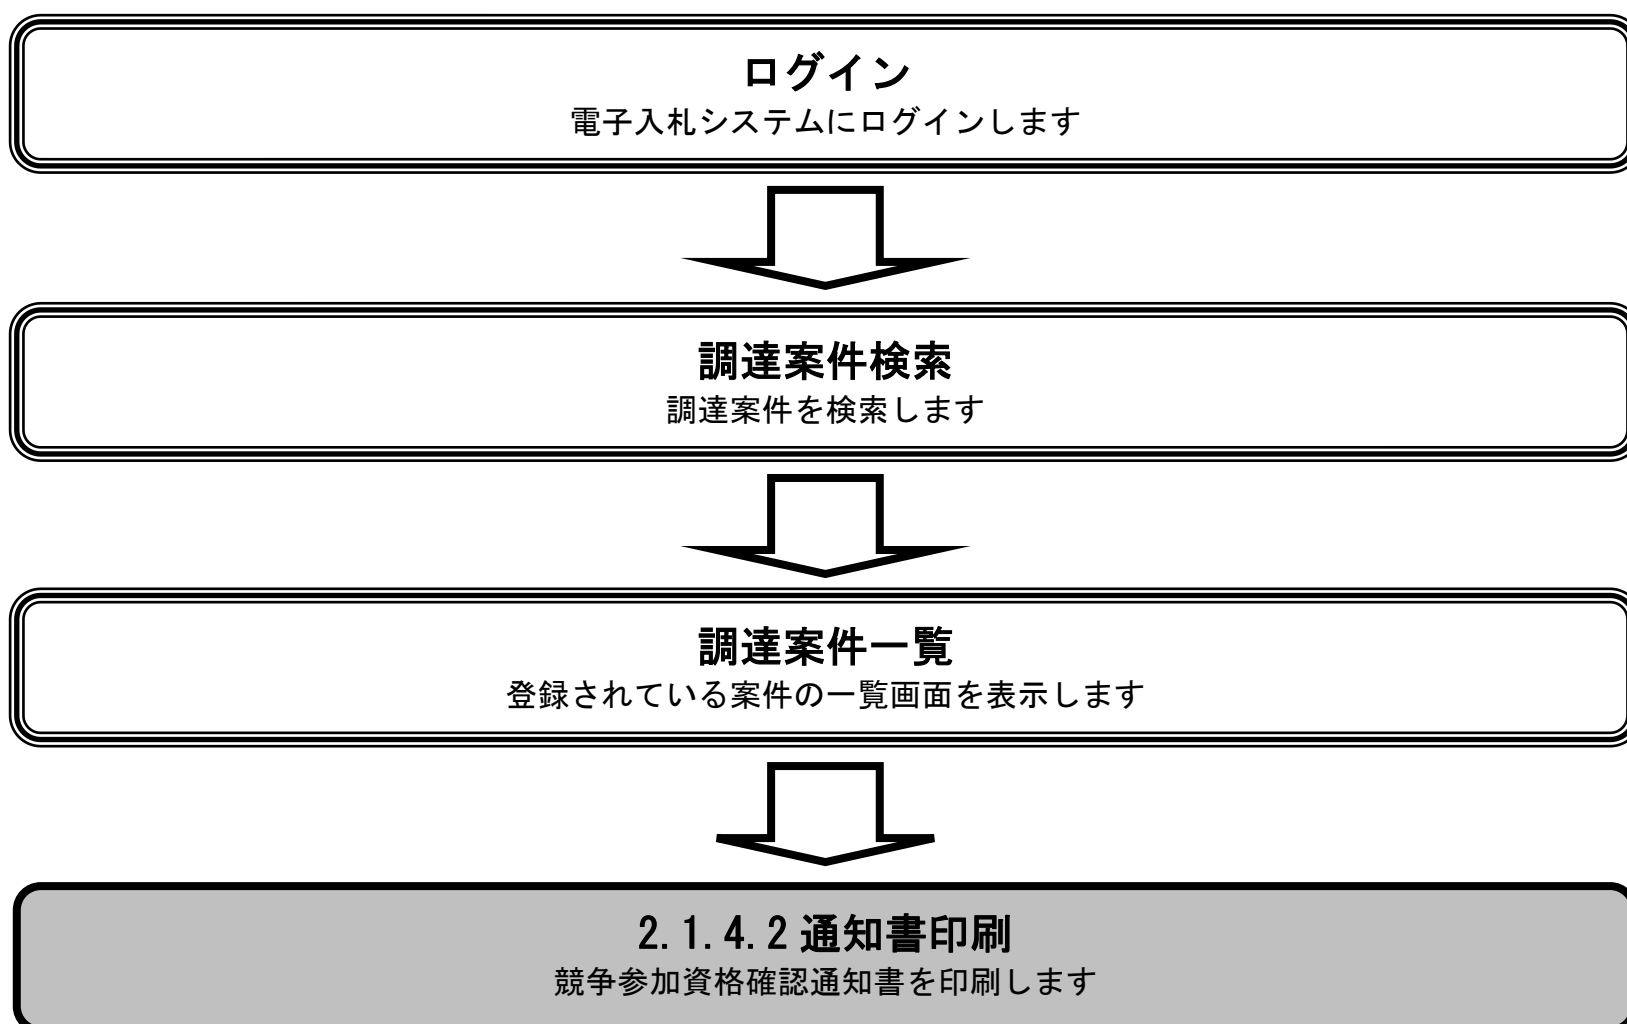 ログイン
電子入札システムにログインします
調達案件検索
調達案件を検索します
調達案件一覧
登録されている案件の一覧画面を表示します
2.1.4.2 通知書印刷
競争参加資格確認通知書を印刷します